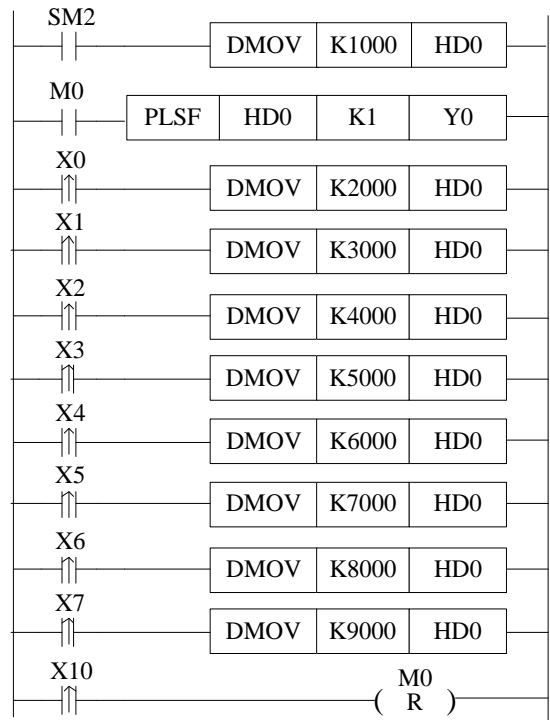 SM2
DMOV K1000 HD0
M0
PLSF HD0 K1 Y0
X0
DMOV K2000 HD0
X1
DMOV K3000 HD0
X2
DMOV K4000 HD0
X3
DMOV K5000 HD0
X4
DMOV K6000 HD0
X5
DMOV K7000 HD0
X6
DMOV K8000 HD0
X7
DMOV K9000 HD0
X10
M0
( R )